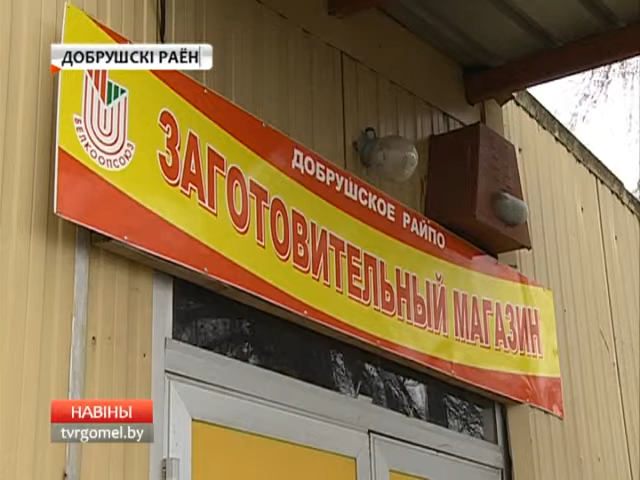 ДОБРУШСКІ РАЁН
БЕЛКООПСОЮЗ
ДОБРУШСКОЕ РАЙПО
ЗАГОТОВИТЕЛЬНЫЙ МАГАЗИН
НАВІНЫ
tvrgomel.by